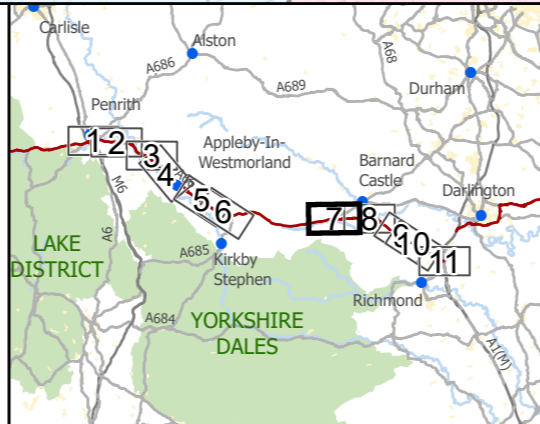 Carlisle
Alston
A68
A686
A689
Durham
Penrith
Appleby-In-
Westmorland
Barnard
Castle
Darlington
1 2 3 4 5 6 7 8 9 10 11
M6
A6
LAKE
DISTRICT
A685
Kirkby
Stephen
Richmond
A684
YORKSHIRE
DALES
A1(M)